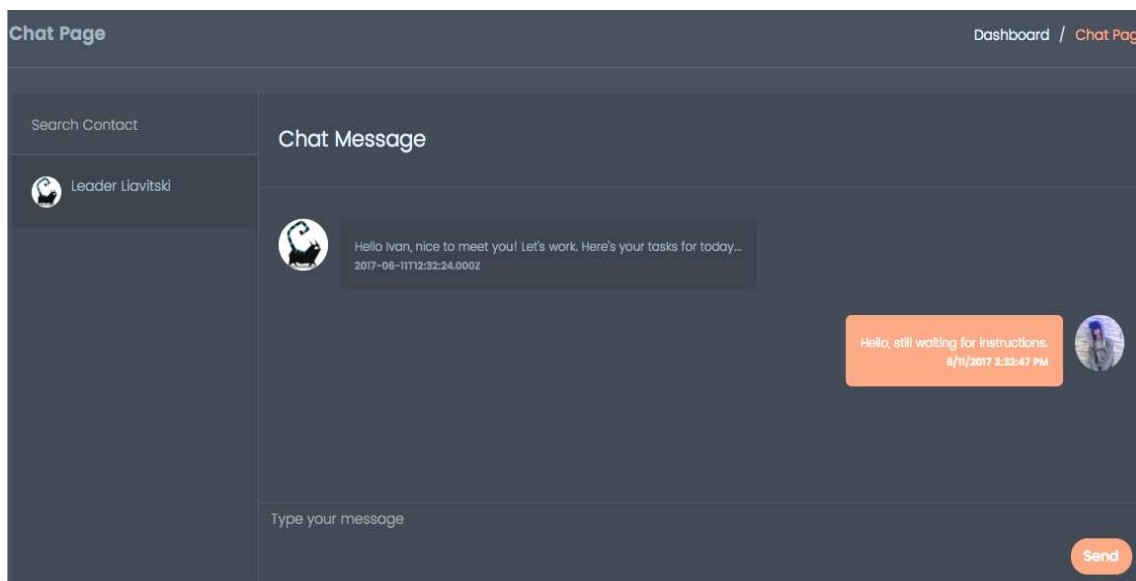 Chat Page
Dashboard / Chat Pag
Search Contact
Leader Liavitski
Chat Message
Hello Ivan, nice to meet you! Let's work. Here's your tasks for today...
2017-06-11T12:32:24.000Z
Hello, still waiting for instructions.
6/11/2017 3:32:47 PM
Type your message
Send